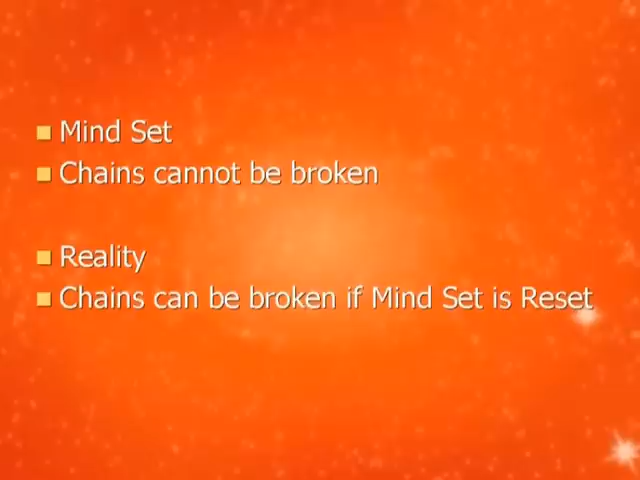 Mind Set
Chains cannot be broken
Reality
Chains can be broken if Mind Set is Reset